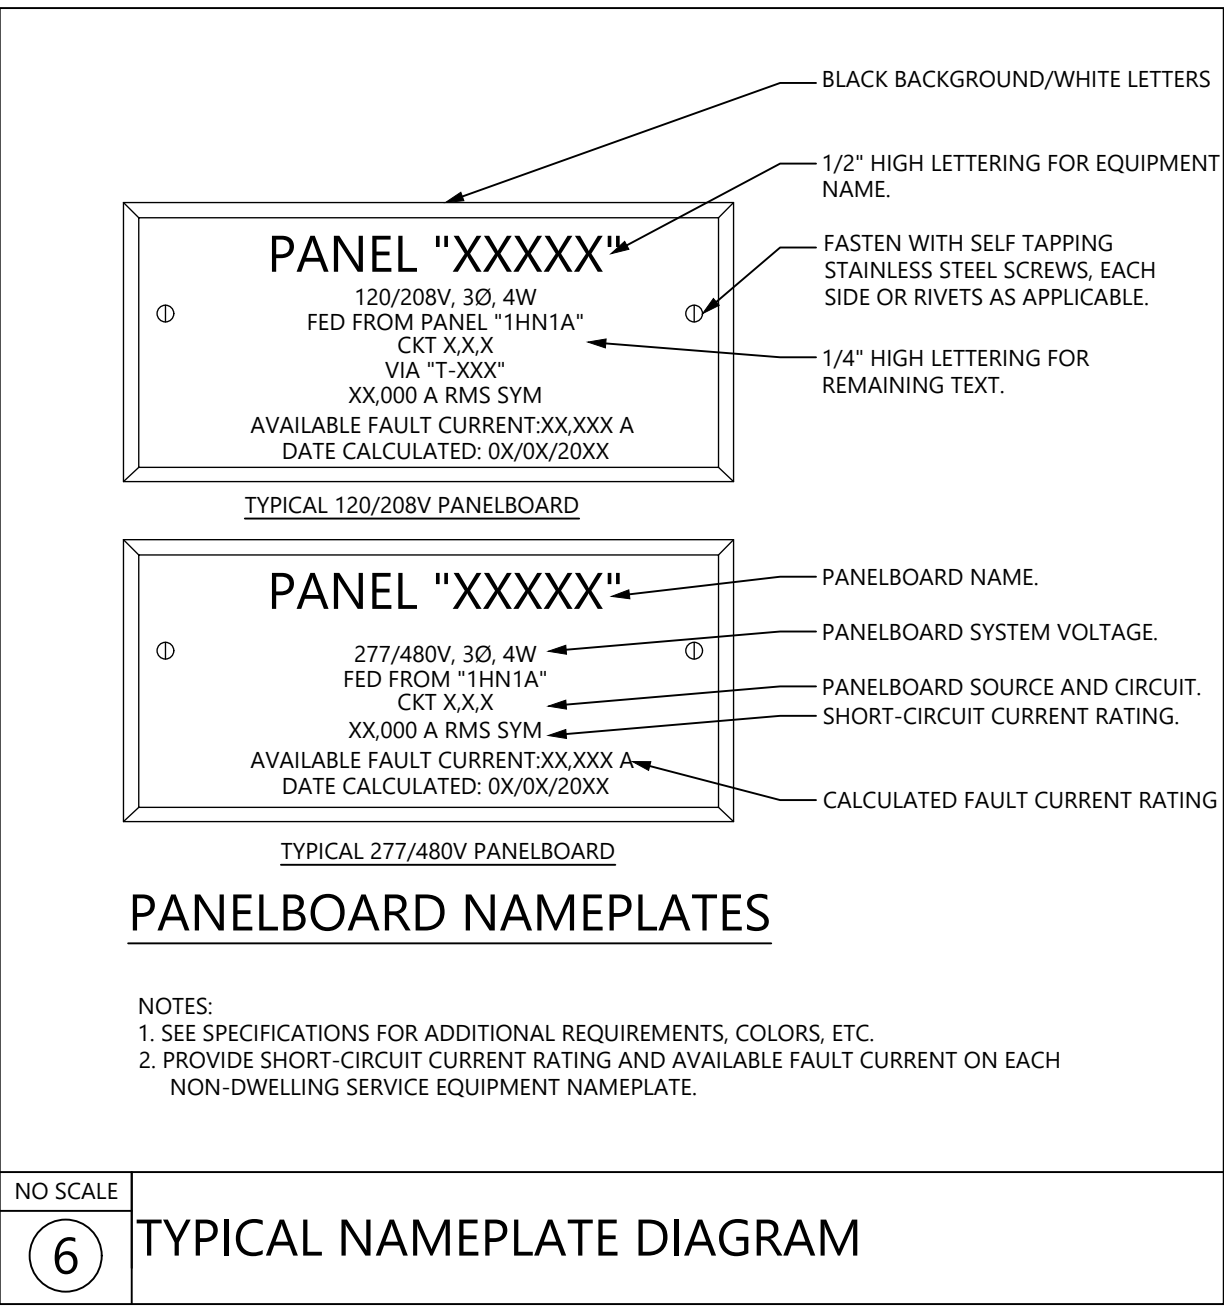 BLACK BACKGROUND/WHITE LETTERS
1/2" HIGH LETTERING FOR EQUIPMENT
NAME.
FASTEN WITH SELF TAPPING
STAINLESS STEEL SCREWS, EACH
SIDE OR RIVETS AS APPLICABLE.
1/4" HIGH LETTERING FOR
REMAINING TEXT.
PANEL "XXXXX"
120/208V, 3Ø, 4W
FED FROM PANEL "1HN1A"
CKT X,X,X
VIA "T-XXX"
XX,000 A RMS SYM
AVAILABLE FAULT CURRENT:XX,XXX A
DATE CALCULATED: 0X/0X/20XX
TYPICAL 120/208V PANELBOARD
PANEL "XXXXX"
277/480V, 3Ø, 4W
FED FROM "1HN1A"
CKT X,X,X
XX,000 A RMS SYM
AVAILABLE FAULT CURRENT:XX,XXX A
DATE CALCULATED: 0X/0X/20XX
PANELBOARD NAME.
PANELBOARD SYSTEM VOLTAGE.
PANELBOARD SOURCE AND CIRCUIT.
SHORT-CIRCUIT CURRENT RATING.
CALCULATED FAULT CURRENT RATING
TYPICAL 277/480V PANELBOARD
PANELBOARD NAMEPLATES
NOTES:
1. SEE SPECIFICATIONS FOR ADDITIONAL REQUIREMENTS, COLORS, ETC.
2. PROVIDE SHORT-CIRCUIT CURRENT RATING AND AVAILABLE FAULT CURRENT ON EACH
NON-DWELLING SERVICE EQUIPMENT NAMEPLATE.
NO SCALE
6
TYPICAL NAMEPLATE DIAGRAM